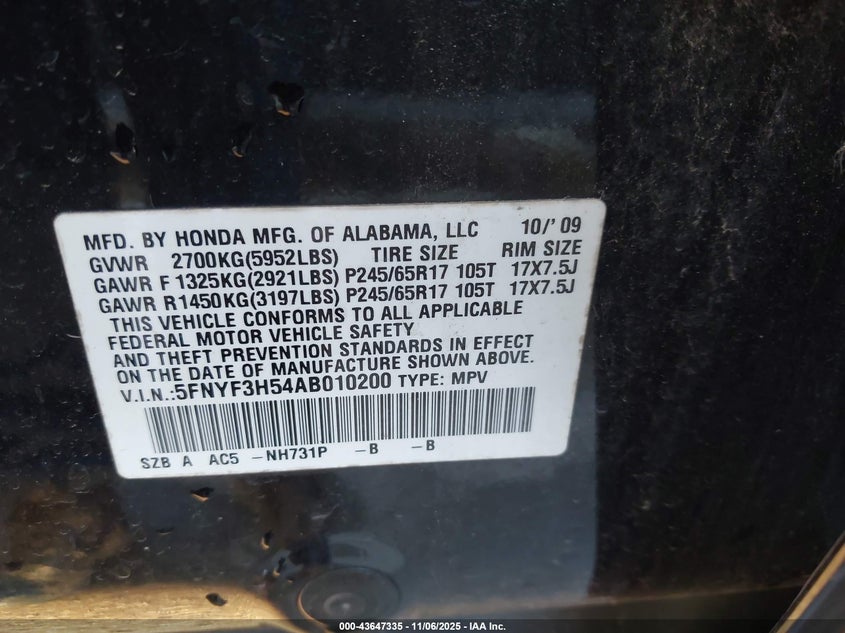 MFD. BY HONDA MFG. OF ALABAMA, LLC 10/'09
GVWR 2700KG(5952LBS) TIRE SIZE RIM SIZE
GAWR F 1325KG(2921LBS) P245/65R17 105T 17X7.5J
GAWR R1450KG(3197LBS) P245/65R17 105T 17X7.5J
THIS VEHICLE CONFORMS TO ALL APPLICABLE
FEDERAL MOTOR VEHICLE SAFETY
AND THEFT PREVENTION STANDARDS IN EFFECT
ON THE DATE OF MANUFACTURE SHOWN ABOVE.
V.I.N.:5FNYF3H54AB010200 TYPE: MPV
SZB A AC5 -NH731P -B -B
000-43647335 - 11/06/2025 - IAA Inc.